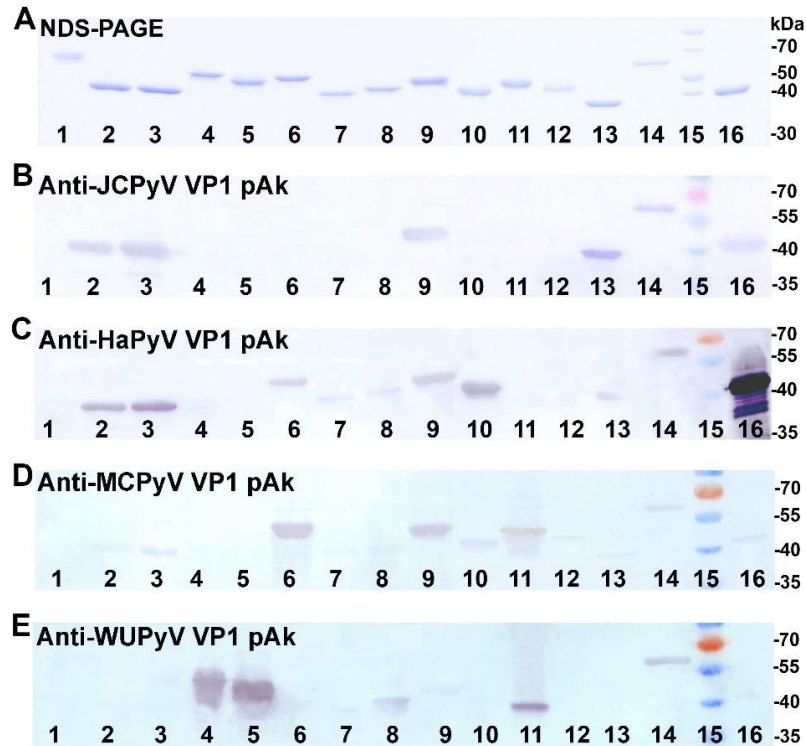 A NDS-PAGE kDa
-70
-50
-40
1 2 3 4 5 6 7 8 9 10 11 12 13 14 15 16 -30
B Anti-JCPyV VP1 pAk
-70
-55
-40
1 2 3 4 5 6 7 8 9 10 11 12 13 14 15 16 -35
C Anti-HaPyV VP1 pAk -70
-55
-40
1 2 3 4 5 6 7 8 9 10 11 12 13 14 15 16 -35
D Anti-MCPyV VP1 pAk -70
-55
-40
1 2 3 4 5 6 7 8 9 10 11 12 13 14 15 16 -35
E Anti-WUPyV VP1 pAk -70
-55
-40
1 2 3 4 5 6 7 8 9 10 11 12 13 14 15 16 -35